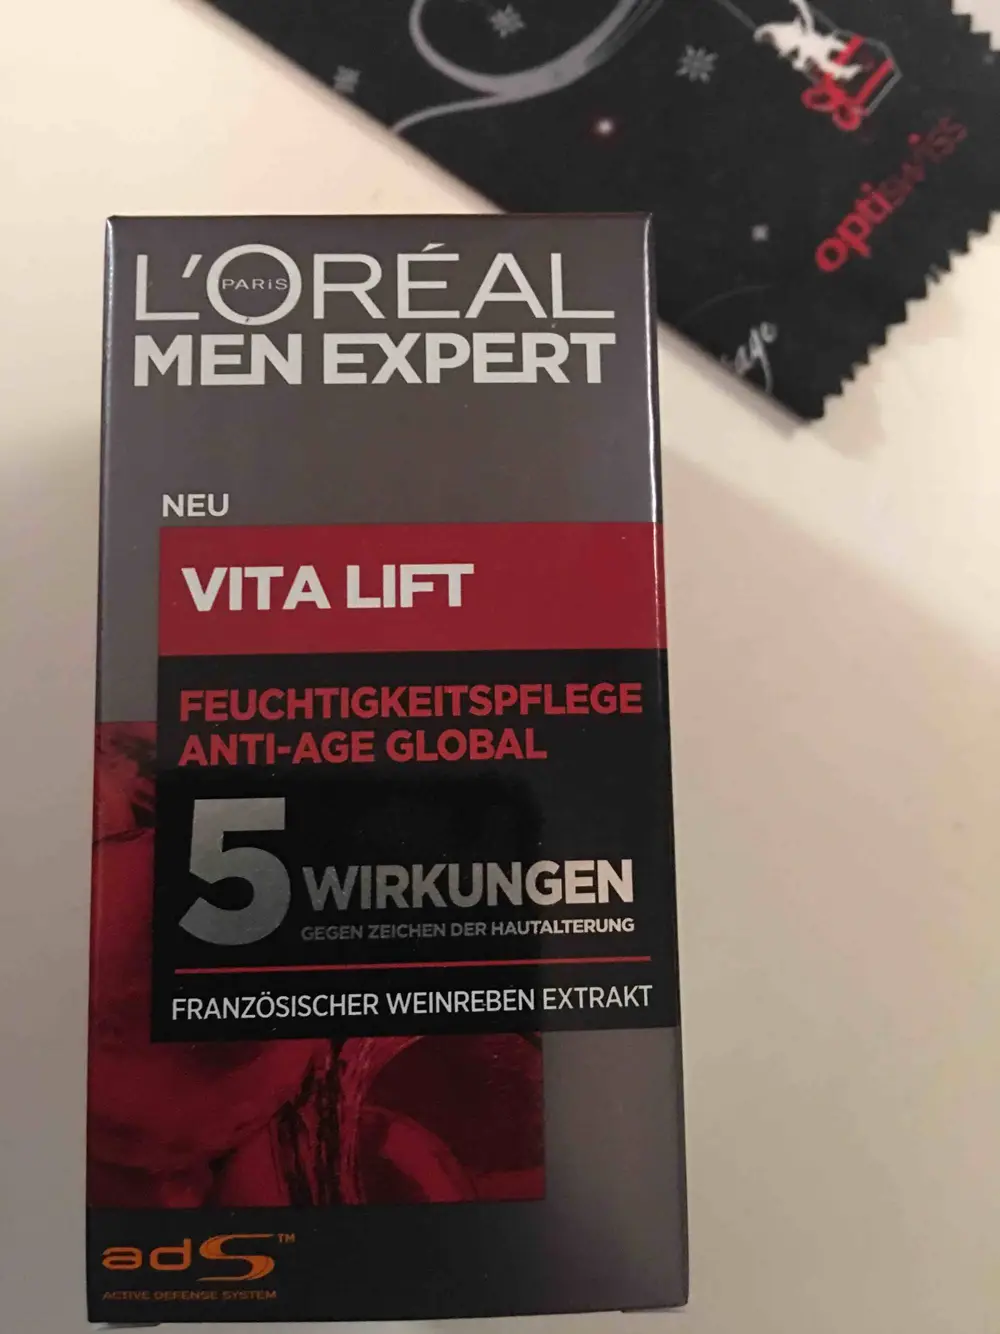 optiswiss
L'ORÉAL
PARIS
MEN EXPERT
NEU
VITA LIFT
FEUCHTIGKEITSPFLEGE
ANTI-AGE GLOBAL
5 WIRKUNGEN
GEGEN ZEICHEN DER HAUTALTERUNG
FRANZÖSISCHER WEINREBEN EXTRAKT
adS™
ACTIVE DEFENSE SYSTEM